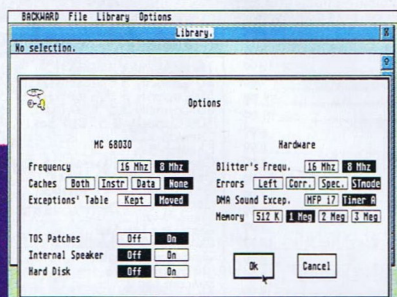 BACKWARD File Library Options
Library.
No selection.
Options
MC 68030
Hardware
Frequency 16 Mhz 8 Mhz
Blitter's Frequ. 16 Mhz 8 Mhz
Caches Both Instr Data None
Errors Left Corr. Spec. STmode
Exceptions' Table Kept Moved
DMA Sound Excep. MFP i7 Timer A
Memory 512 K 1 Meg 2 Meg 3 Meg
TOS Patches Off On
Internal Speaker Off On
Hard Disk Off On
Ok Cancel